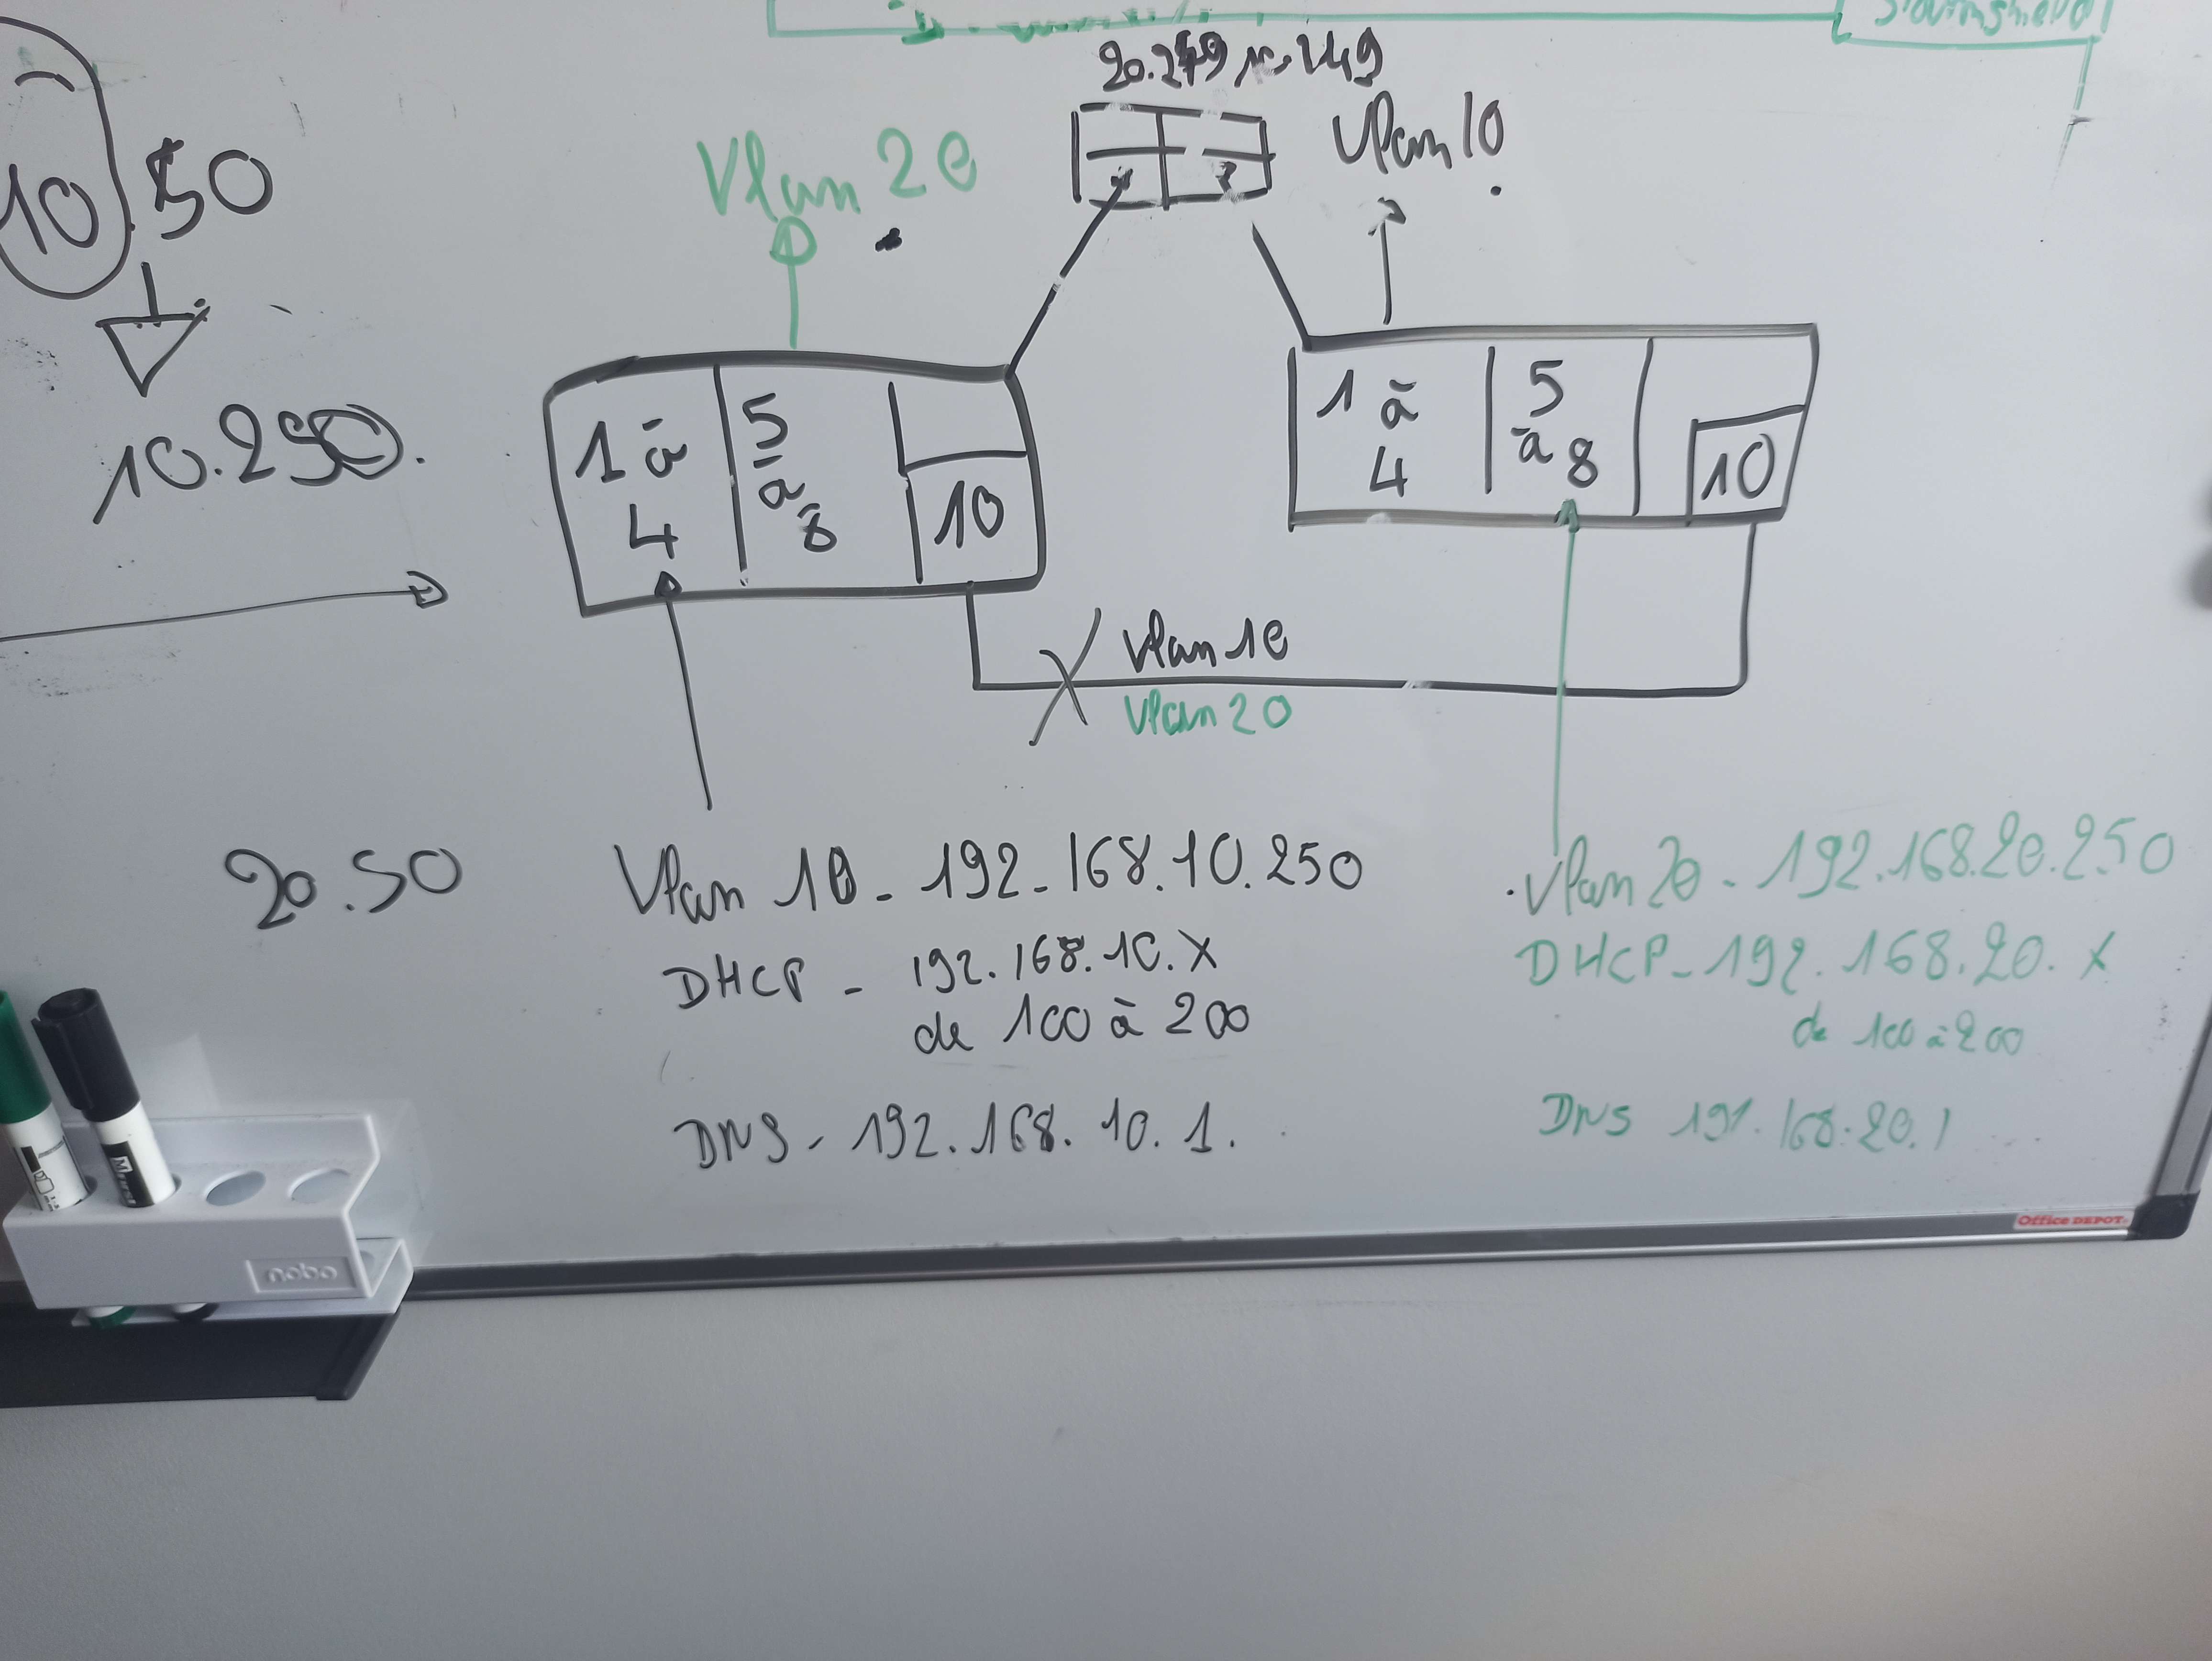 20.249 10.249
Vlan 20
Vlan 10
10.50
10.250.
1 à 4
5 à 8
10
1 à 4
5 à 8
10
Vlan 10
Vlan 20
20.50
Vlan 10 - 192-168.10.250
DHCP - 192.168.10.X
de 100 à 200
DNS - 192.168.10.1.
Vlan 20 - 192.168.20.250
DHCP - 192.168.20.X
de 100 à 200
DNS 192.168.20.1
Office DEPOT
nobo